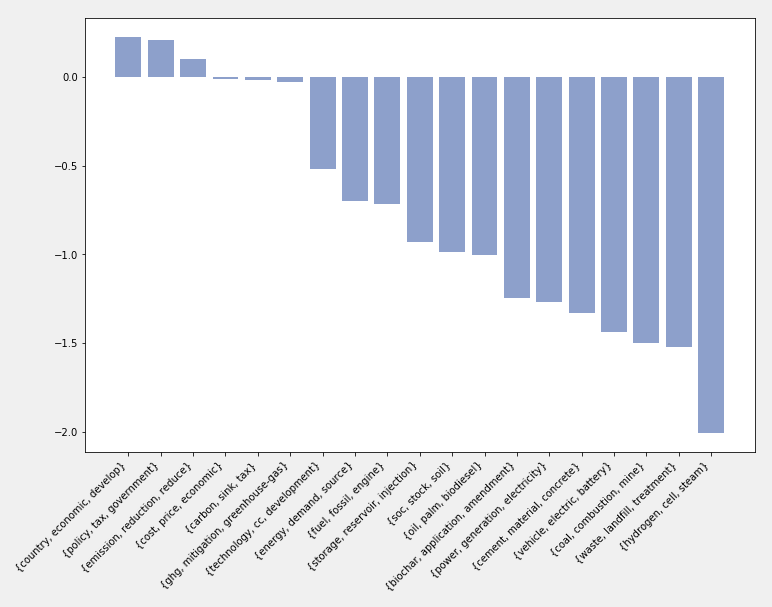 0.0
−0.5
−1.0
−1.5
−2.0
{country, economic, develop}
{policy, tax, government}
{emission, reduction, reduce}
{cost, price, economic}
{carbon, sink, tax}
{ghg, mitigation, greenhouse-gas}
{technology, cc, development}
{energy, demand, source}
{fuel, fossil, engine}
{storage, reservoir, injection}
{soc, stock, soil}
{oil, palm, biodiesel}
{biochar, application, amendment}
{power, generation, electricity}
{cement, material, concrete}
{vehicle, electric, battery}
{coal, combustion, mine}
{waste, landfill, treatment}
{hydrogen, cell, steam}